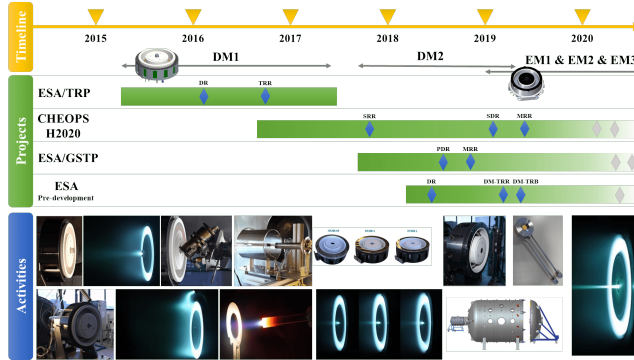 Timeline
2015 2016 2017 2018 2019 2020
DM1 DM2 EM1 & EM2 & EM3
Projects
ESA/TRP
DR TRR
CHEOPS
H2020
SRR SDR MRR
ESA/GSTP
PDR MRR
ESA
Pre-development
DR DM-TRR DM-TRB
Activities